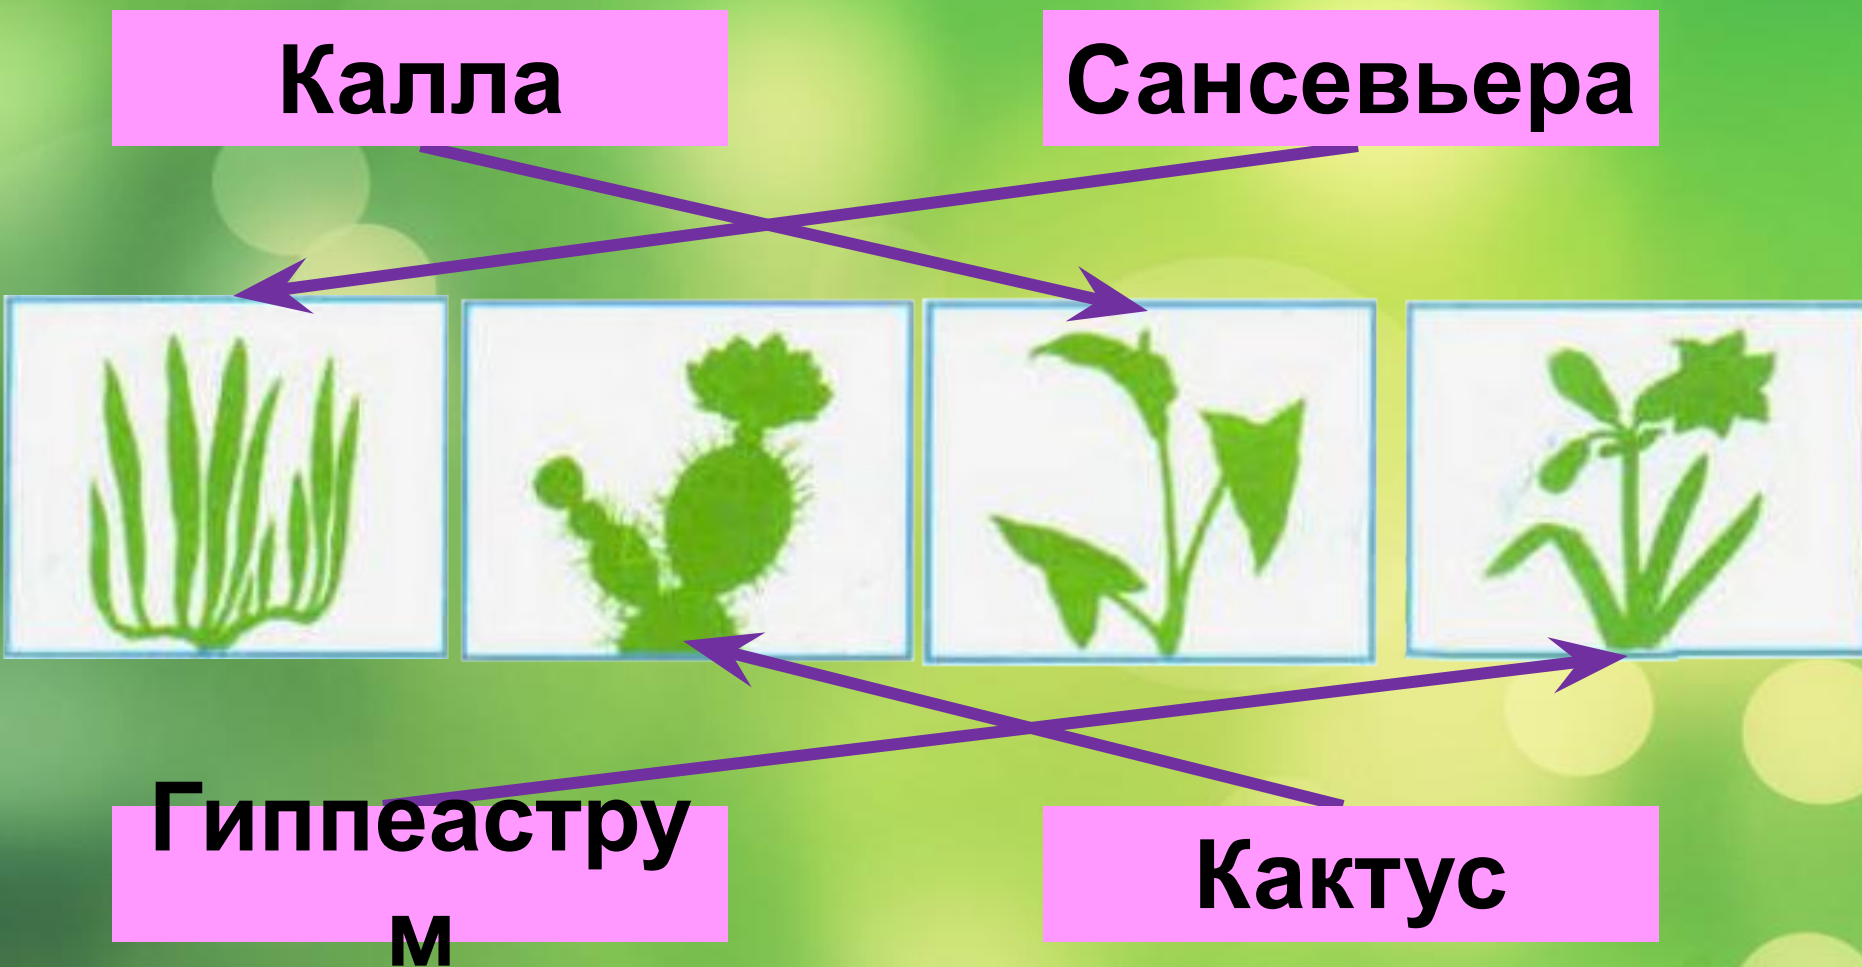 Калла
Сансевьера
Гиппеастру
м
Кактус